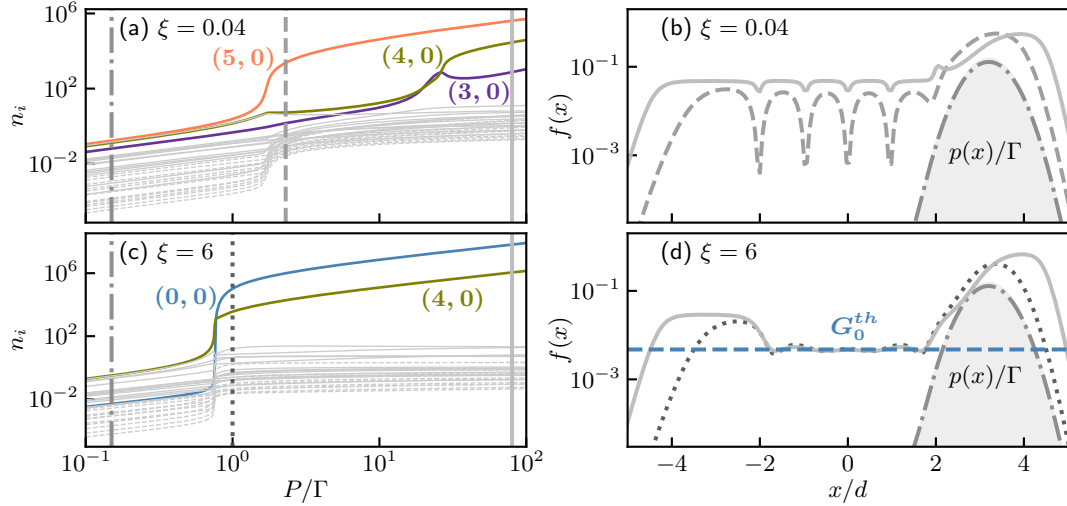 (a) ξ = 0.04
(5, 0)
(4, 0)
(3, 0)
n_i
10^6
10^2
10^−2
(b) ξ = 0.04
f(x)
10^−1
10^−3
p(x)/Γ
(c) ξ = 6
(0, 0)
(4, 0)
n_i
10^6
10^2
10^−2
10^−1
10^0
10^1
10^2
P/Γ
(d) ξ = 6
G_0^th
f(x)
10^−1
10^−3
p(x)/Γ
−4
−2
0
2
4
x/d